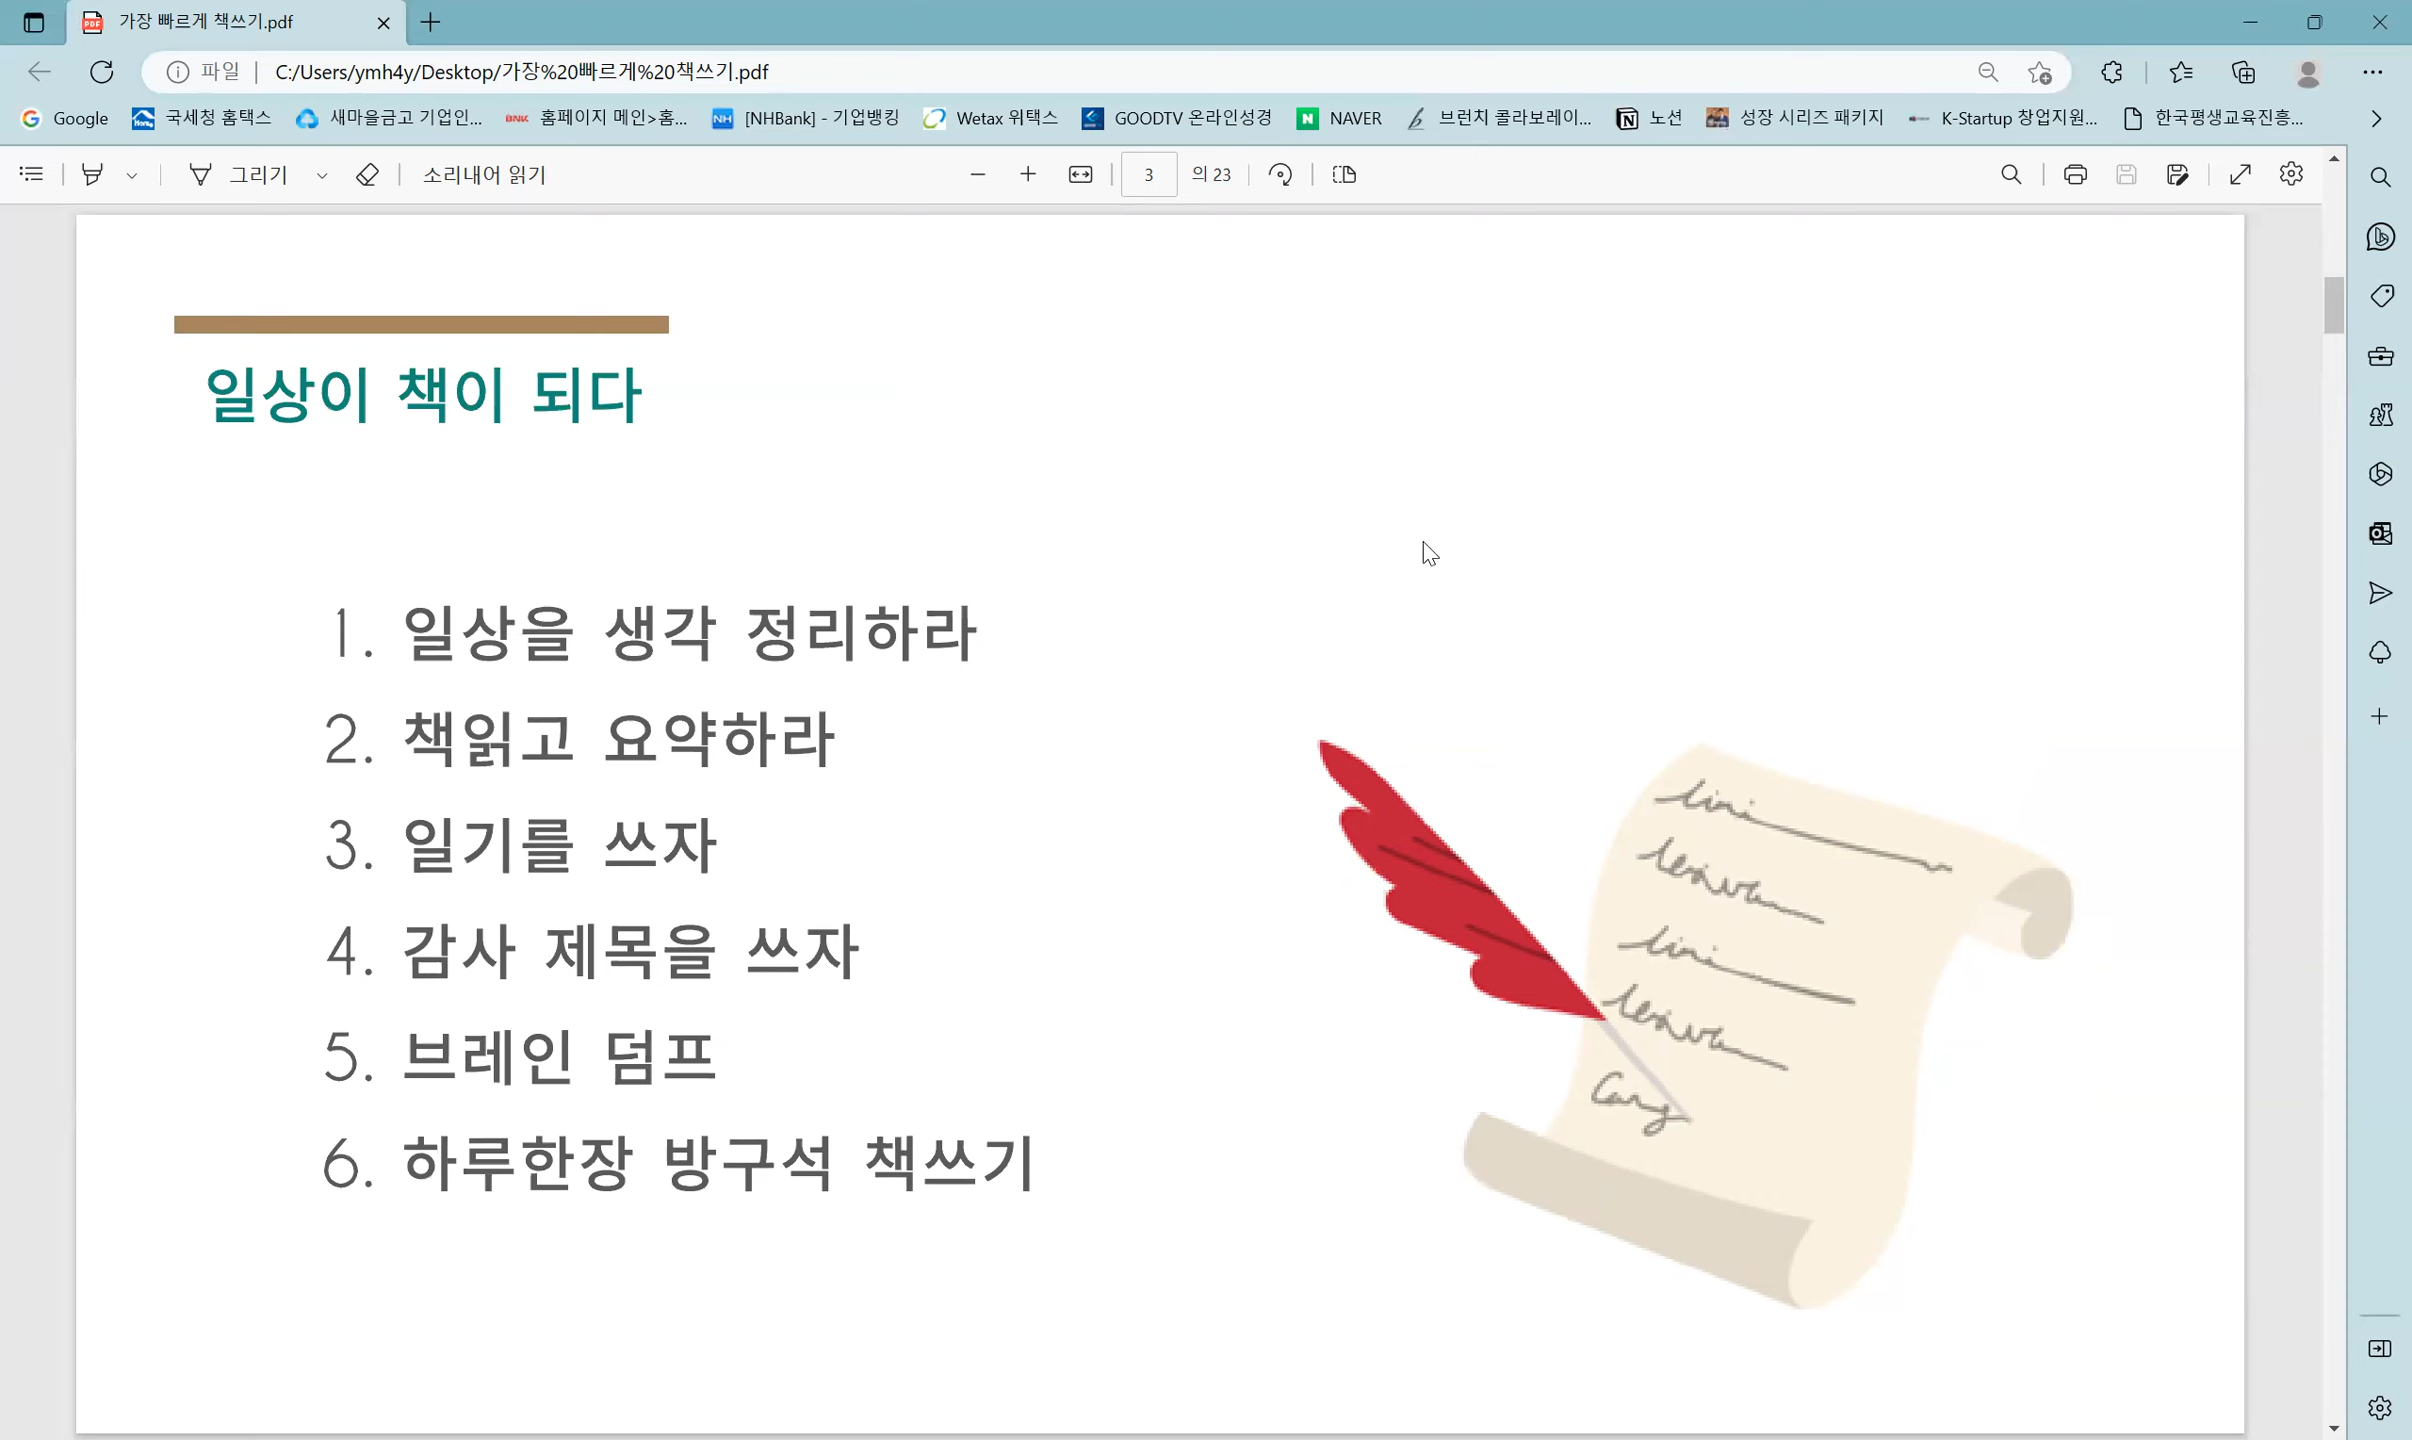 가장 빠르게 책쓰기.pdf
파일 C:/Users/ymh4y/Desktop/가장%20빠르게%20책쓰기.pdf
Google 국세청 홈택스 새마을금고 기업인... 홈페이지 메인>홈... [NHBank] - 기업뱅킹 Wetax 위택스 GOODTV 온라인성경 NAVER 브런치 콜라보레이... 노션 성장 시리즈 패키지 K-Startup 창업지원... 한국평생교육진흥...
그리기 소리내어 읽기 3 의 23
일상이 책이 되다
1. 일상을 생각 정리하라
2. 책읽고 요약하라
3. 일기를 쓰자
4. 감사 제목을 쓰자
5. 브레인 덤프
6. 하루한장 방구석 책쓰기